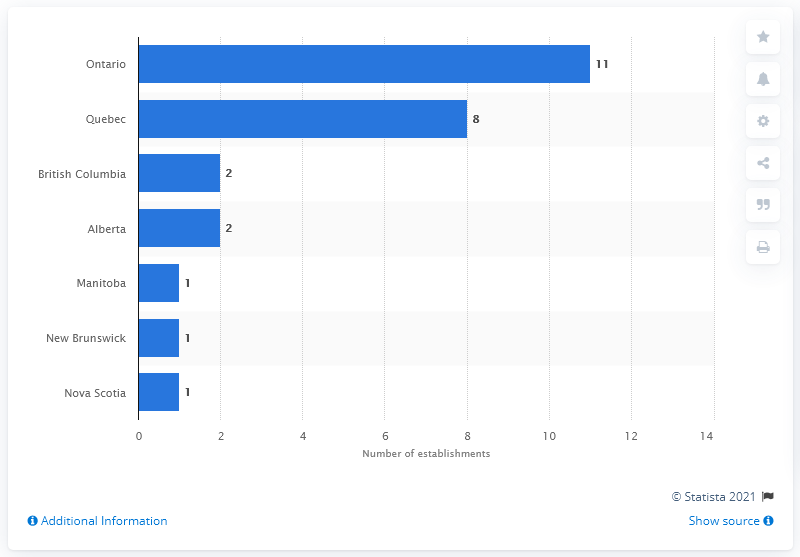 Ontario 11
Quebec 8
British Columbia 2
Alberta 2
Manitoba 1
New Brunswick 1
Nova Scotia 1
0 2 4 6 8 10 12 14
Number of establishments
© Statista 2021
Additional Information Show source